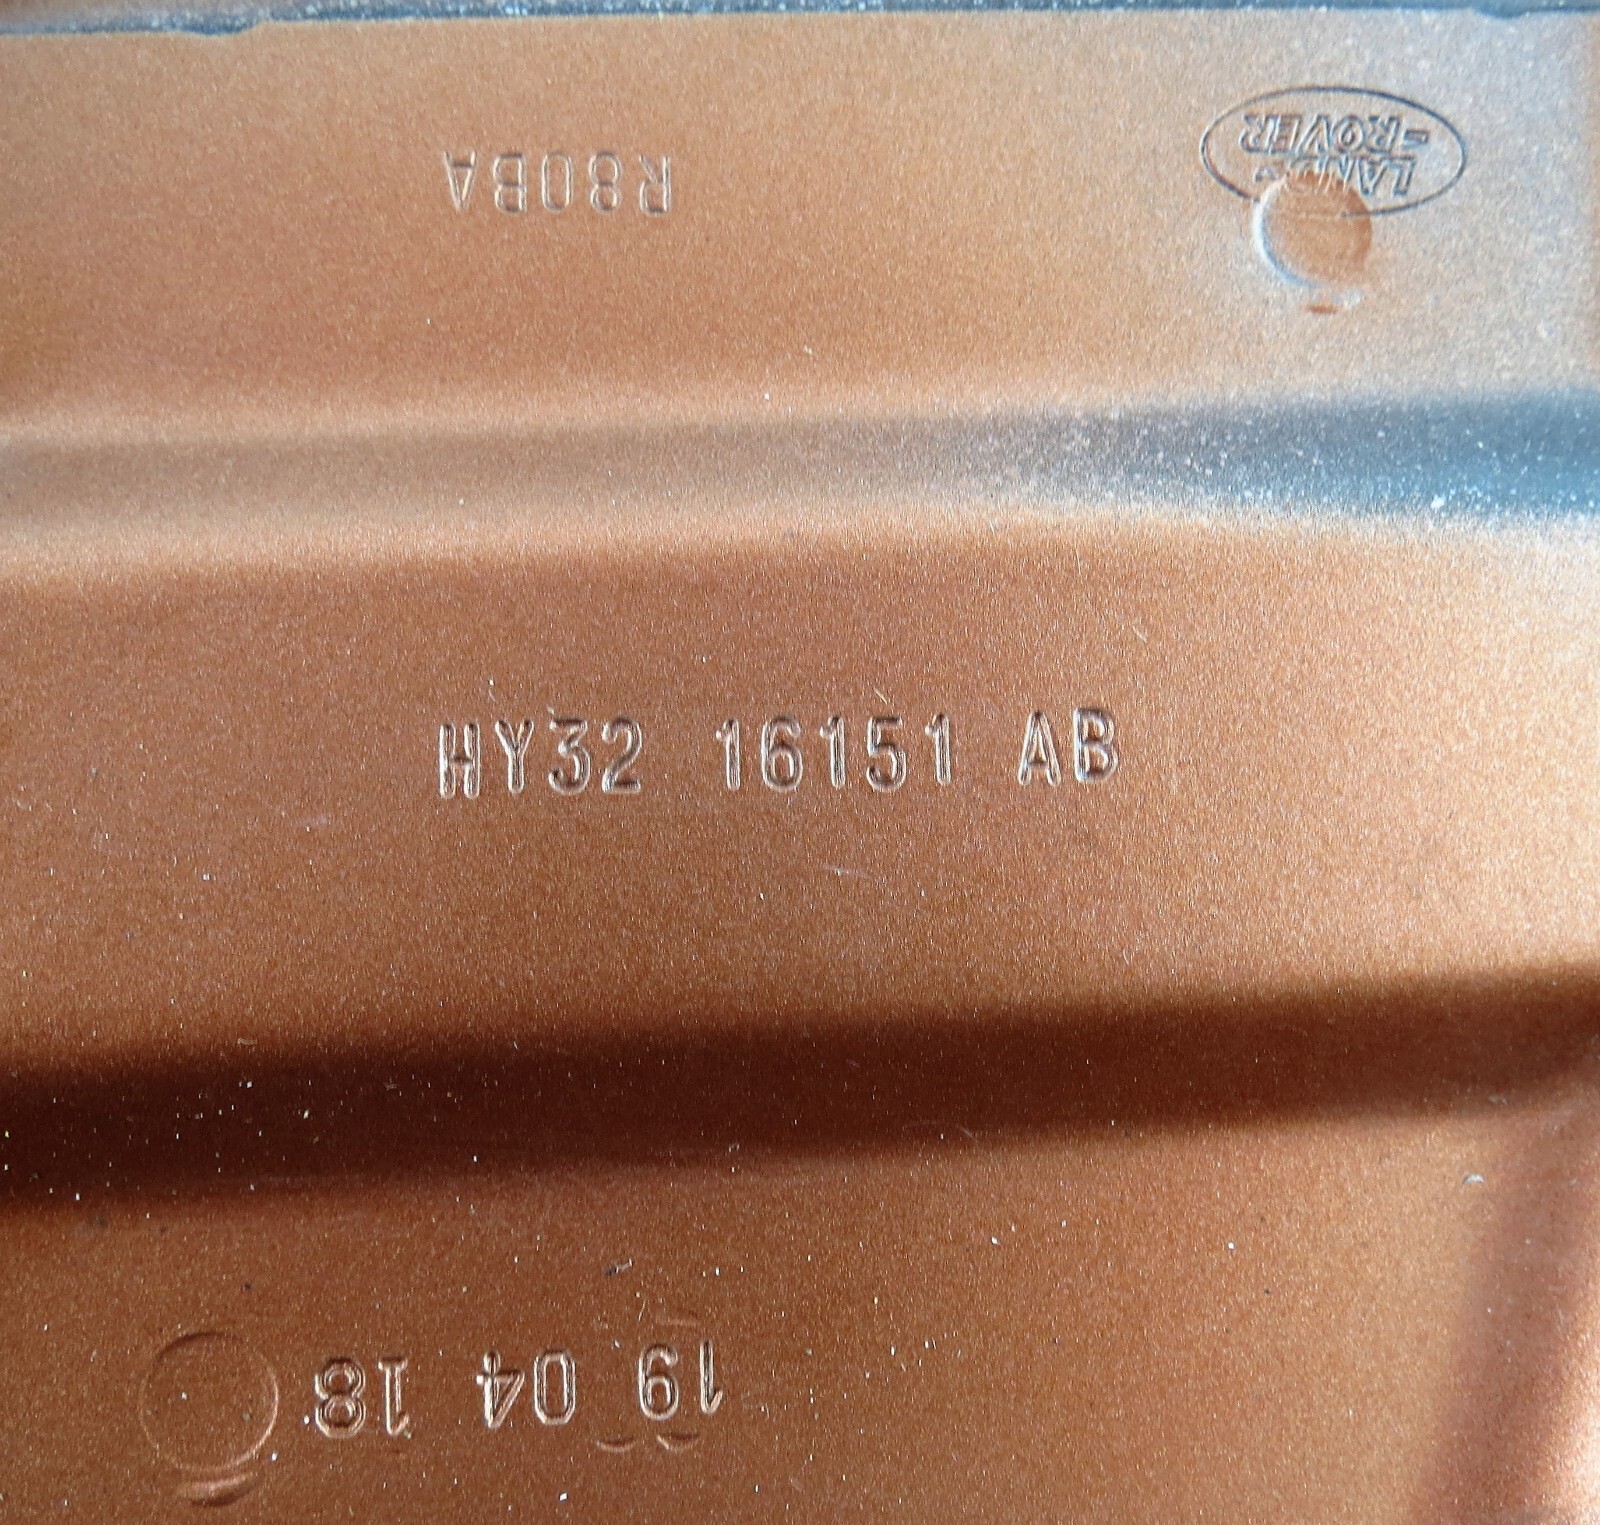 LAND-
-ROVER
R80BA
HY32 16151 AB
19 04 18